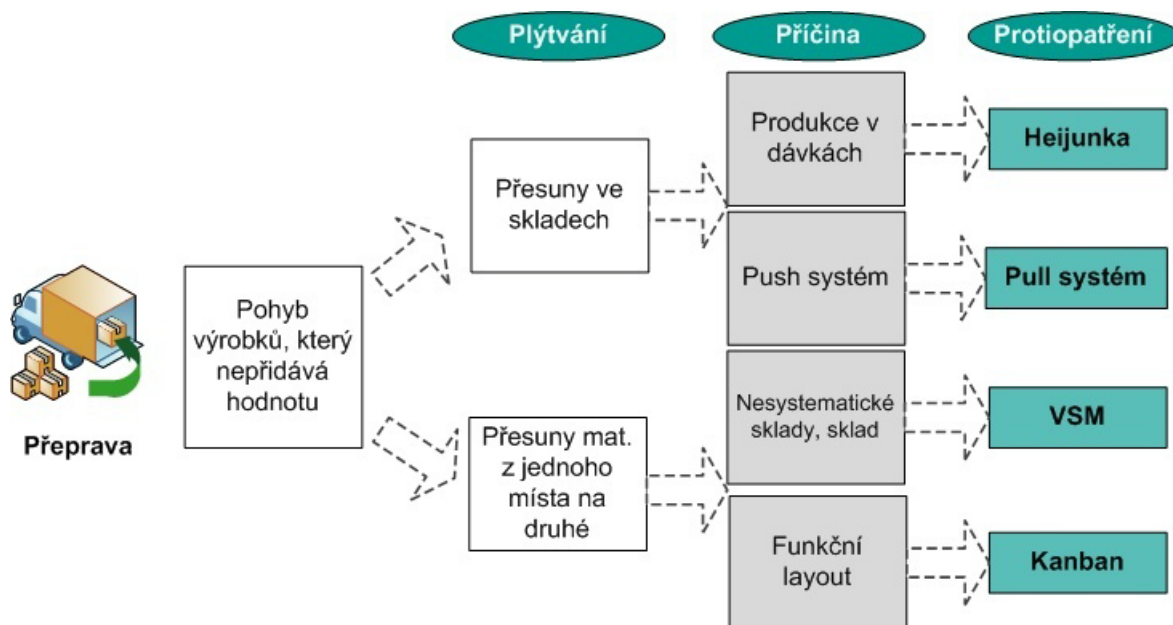 Plýtvání
Příčina
Protiopatření
Přeprava
Pohyb
výrobků, který
nepřidává
hodnotu
Přesuny ve
skladech
Přesuny mat.
z jednoho
místa na
druhé
Produkce v
dávkách
Push systém
Nesystematické
sklady, sklad
Funkční
layout
Heijunka
Pull systém
VSM
Kanban